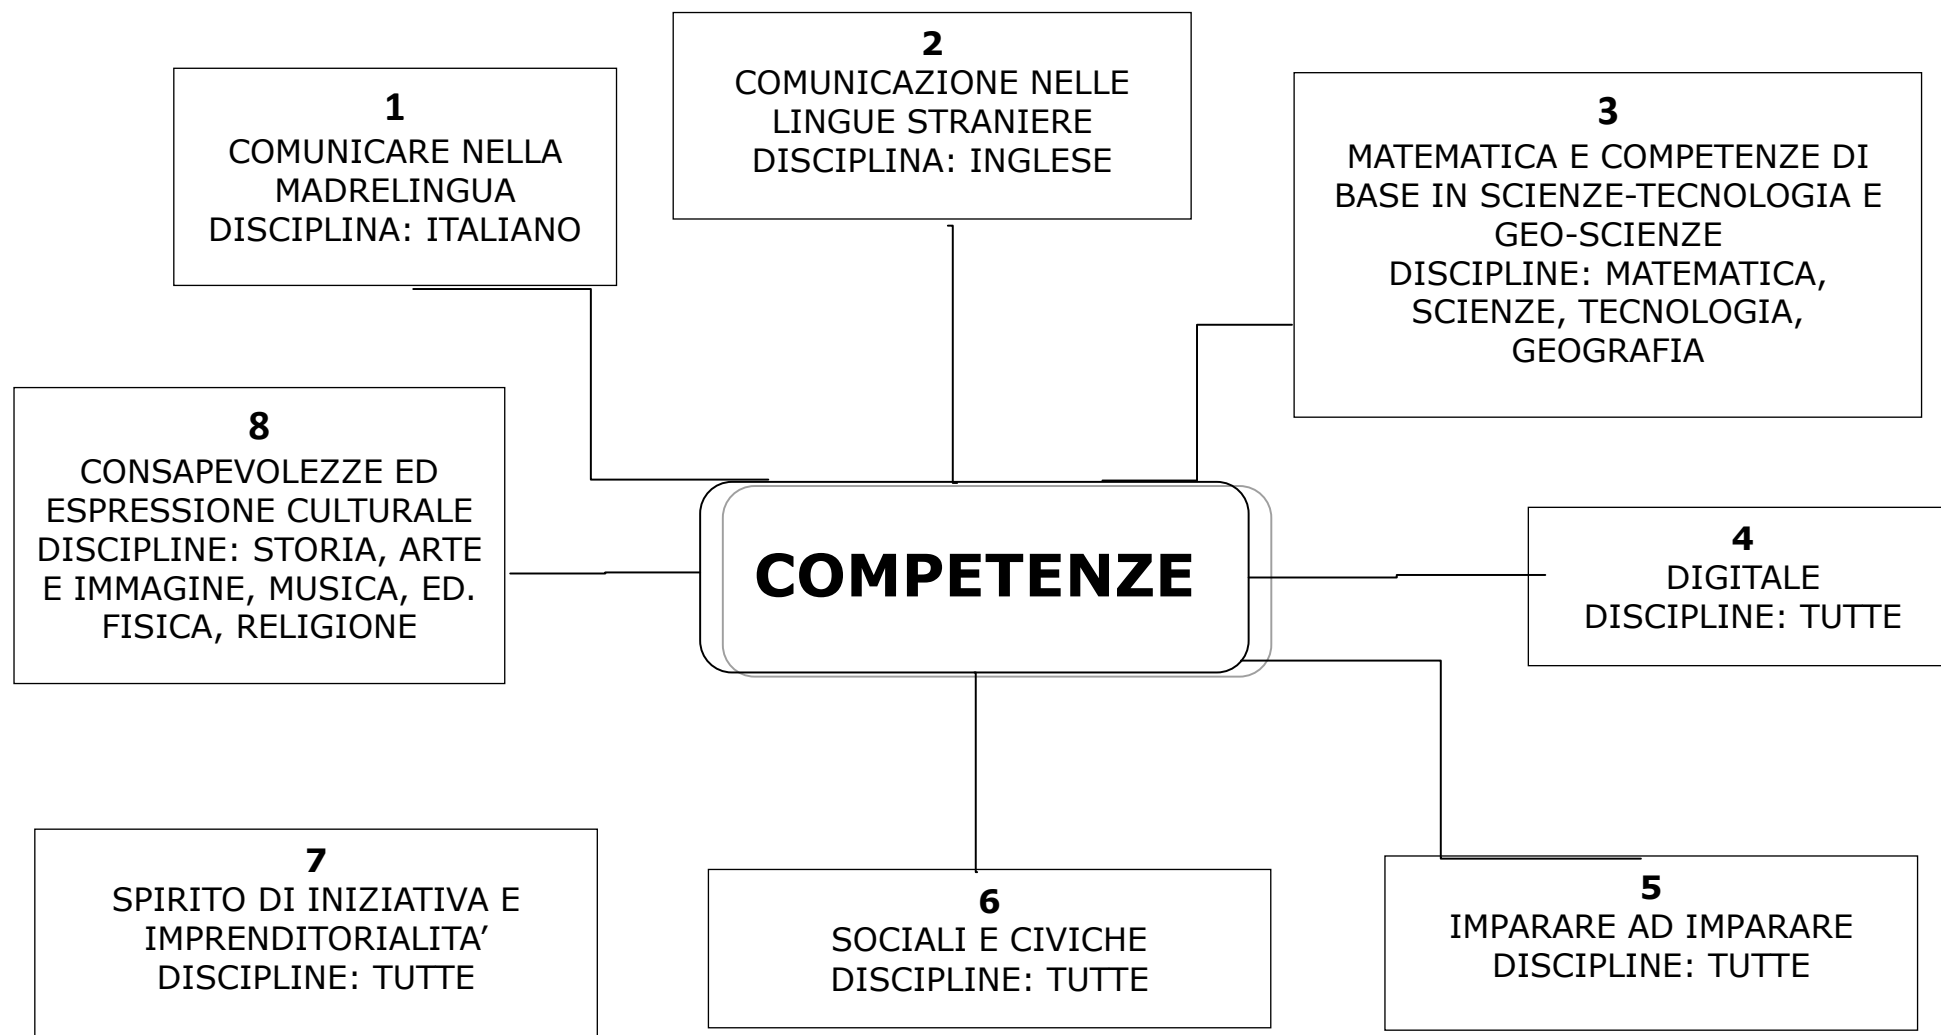 1
COMUNICARE NELLA
MADRELINGUA
DISCIPLINA: ITALIANO
2
COMUNICAZIONE NELLE
LINGUE STRANIERE
DISCIPLINA: INGLESE
3
MATEMATICA E COMPETENZE DI
BASE IN SCIENZE-TECNOLOGIA E
GEO-SCIENZE
DISCIPLINE: MATEMATICA,
SCIENZE, TECNOLOGIA,
GEOGRAFIA
8
CONSAPEVOLEZZE ED
ESPRESSIONE CULTURALE
DISCIPLINE: STORIA, ARTE
E IMMAGINE, MUSICA, ED.
FISICA, RELIGIONE
COMPETENZE
4
DIGITALE
DISCIPLINE: TUTTE
7
SPIRITO DI INIZIATIVA E
IMPRENDITORIALITA’
DISCIPLINE: TUTTE
6
SOCIALI E CIVICHE
DISCIPLINE: TUTTE
5
IMPARARE AD IMPARARE
DISCIPLINE: TUTTE